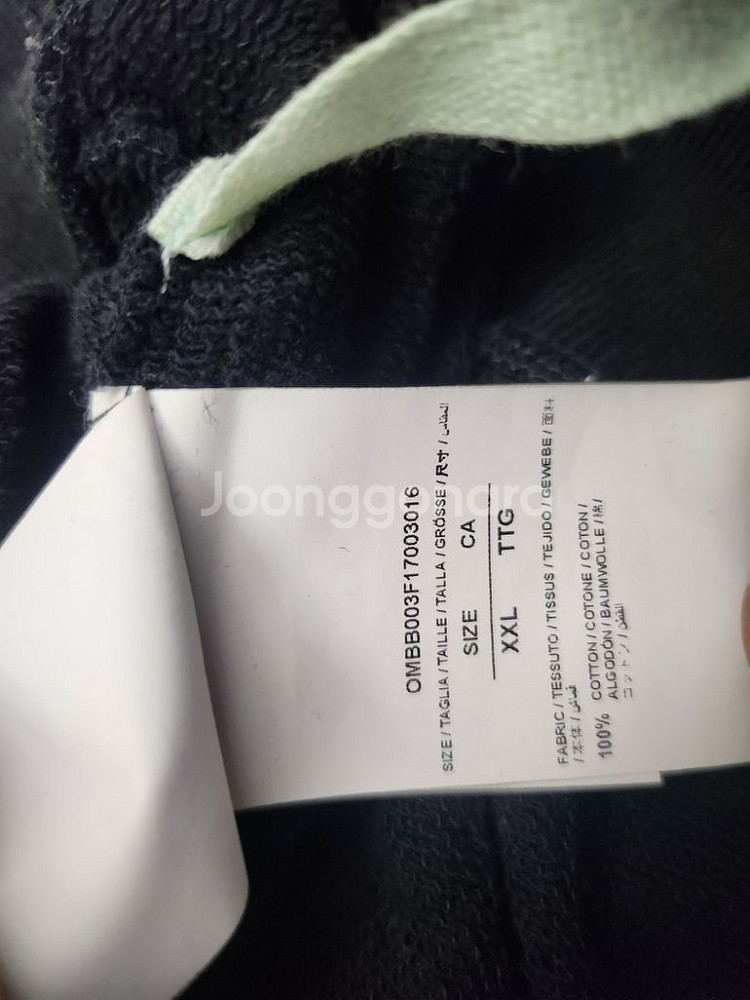 OMBB003F17003016
SIZE / TAGLIA / TAILLE / TALLA / GRÖSSE / 尺寸 / المقاس
SIZE CA
XXL TTG
FABRIC / TESSUTO / TISSUS / TEJIDO / GEWEBE / 面料
/ 本体 / قماش
100% COTTON / COTONE / COTON /
ALGODÓN / BAUMWOLLE / 棉 /
コットン / القطن
Joonggonara